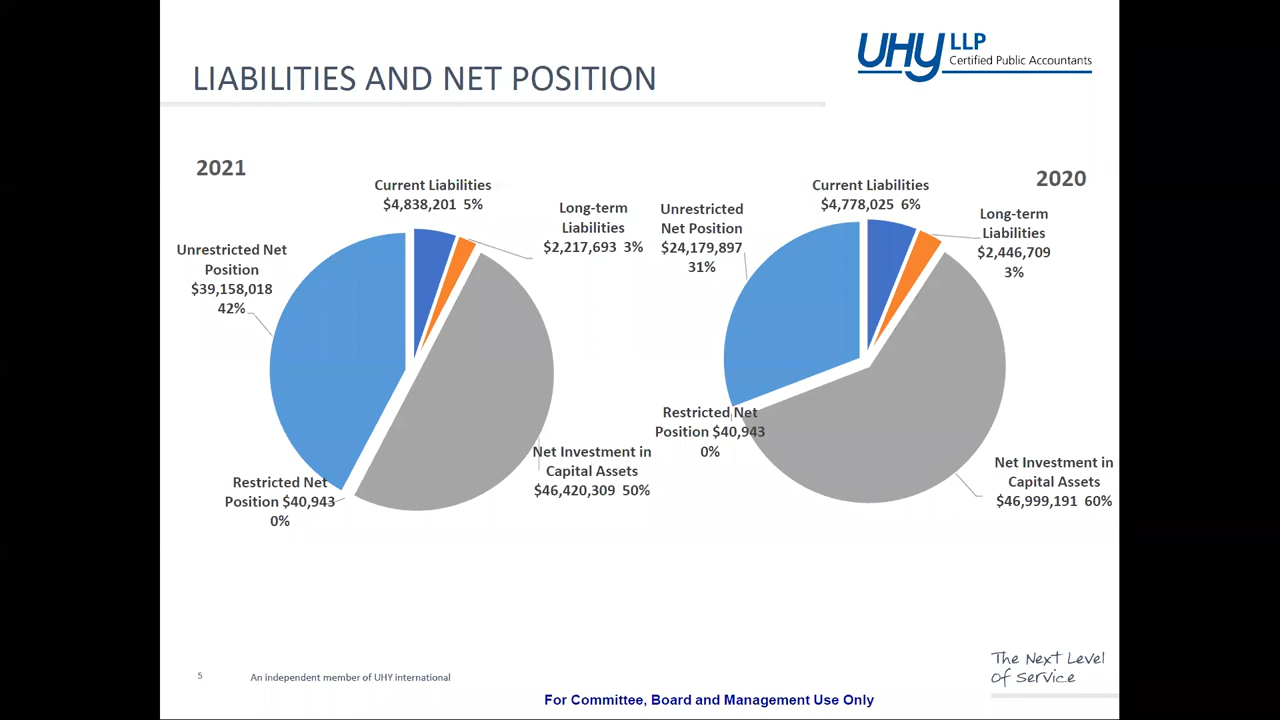 UHY LLP
Certified Public Accountants
LIABILITIES AND NET POSITION
2021
Current Liabilities
$4,838,201 5%
Long-term
Liabilities
$2,217,693 3%
Unrestricted Net
Position
$39,158,018
42%
Restricted Net
Position $40,943
0%
Net Investment in
Capital Assets
$46,420,309 50%
2020
Current Liabilities
$4,778,025 6%
Long-term
Liabilities
$2,446,709
3%
Unrestricted
Net Position
$24,179,897
31%
Restricted Net
Position $40,943
0%
Net Investment in
Capital Assets
$46,999,191 60%
The Next Level
Of Service
5
An independent member of UHY international
For Committee, Board and Management Use Only